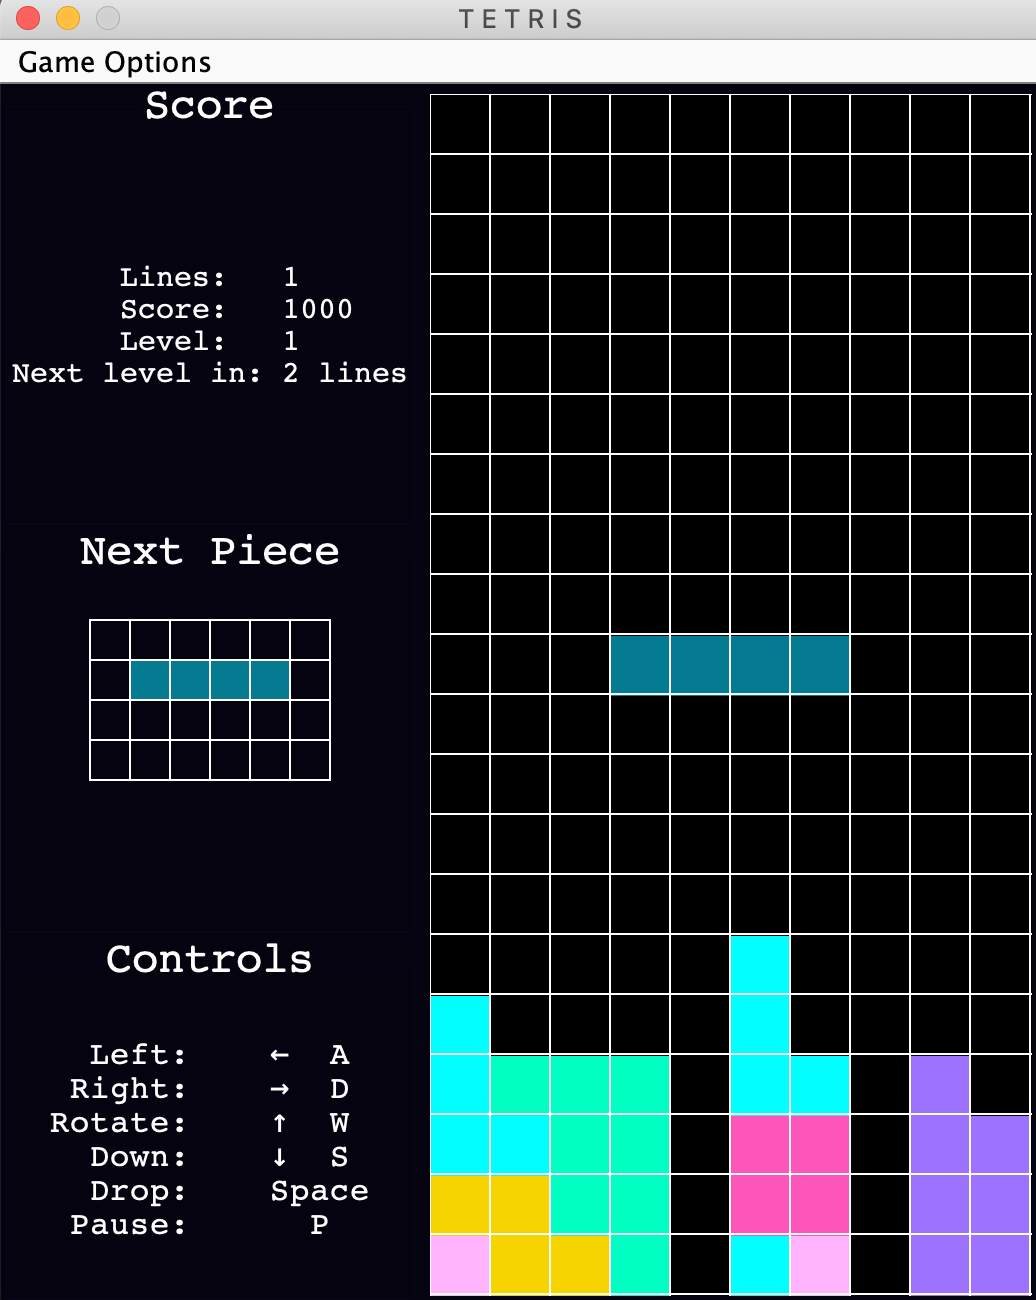 TETRIS
Game Options
Score
Lines: 1
Score: 1000
Level: 1
Next level in: 2 lines
Next Piece
Controls
Left: ← A
Right: → D
Rotate: ↑ W
Down: ↓ S
Drop: Space
Pause: P